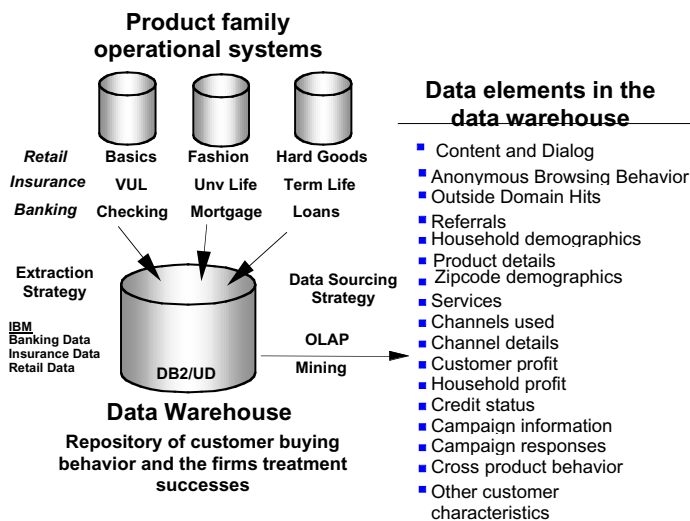 Product family
operational systems
Retail Basics Fashion Hard Goods
Insurance VUL Unv Life Term Life
Banking Checking Mortgage Loans
Extraction
Strategy
Data Sourcing
Strategy
IBM
Banking Data
Insurance Data
Retail Data
DB2/UD
OLAP
Mining
Data Warehouse
Repository of customer buying
behavior and the firms treatment
successes
Data elements in the
data warehouse
Content and Dialog
Anonymous Browsing Behavior
Outside Domain Hits
Referrals
Household demographics
Product details
Zipcode demographics
Services
Channels used
Channel details
Customer profit
Household profit
Credit status
Campaign information
Campaign responses
Cross product behavior
Other customer
characteristics